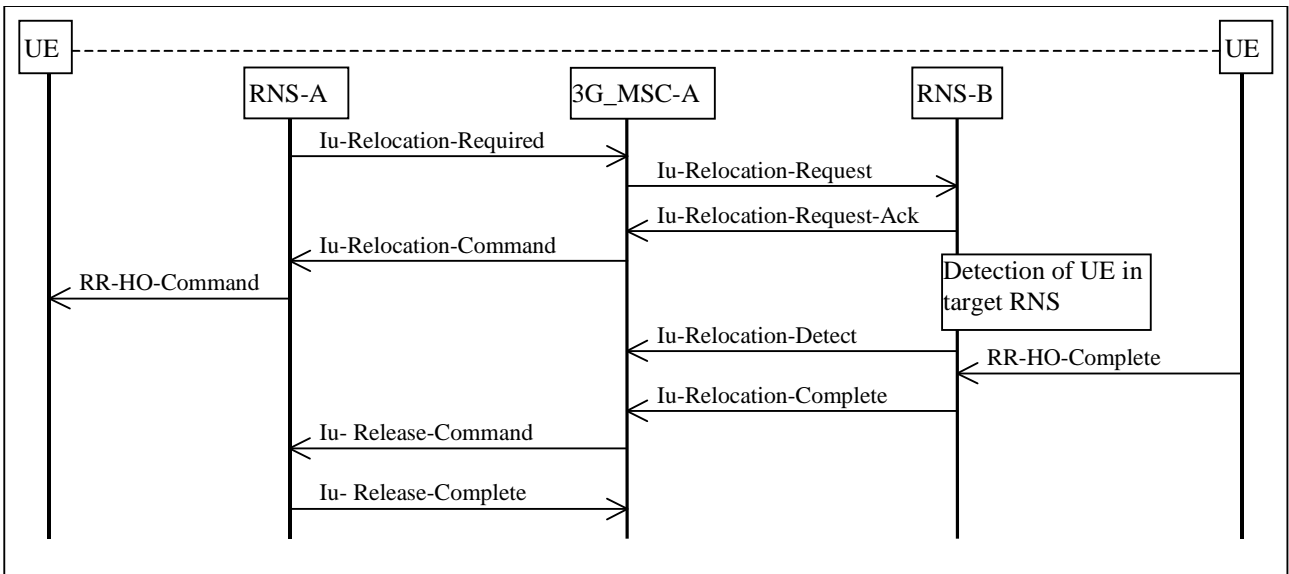 UE
UE
RNS-A
3G_MSC-A
RNS-B
Iu-Relocation-Required
Iu-Relocation-Request
Iu-Relocation-Request-Ack
Iu-Relocation-Command
Detection of UE in
target RNS
RR-HO-Command
Iu-Relocation-Detect
RR-HO-Complete
Iu-Relocation-Complete
Iu- Release-Command
Iu- Release-Complete